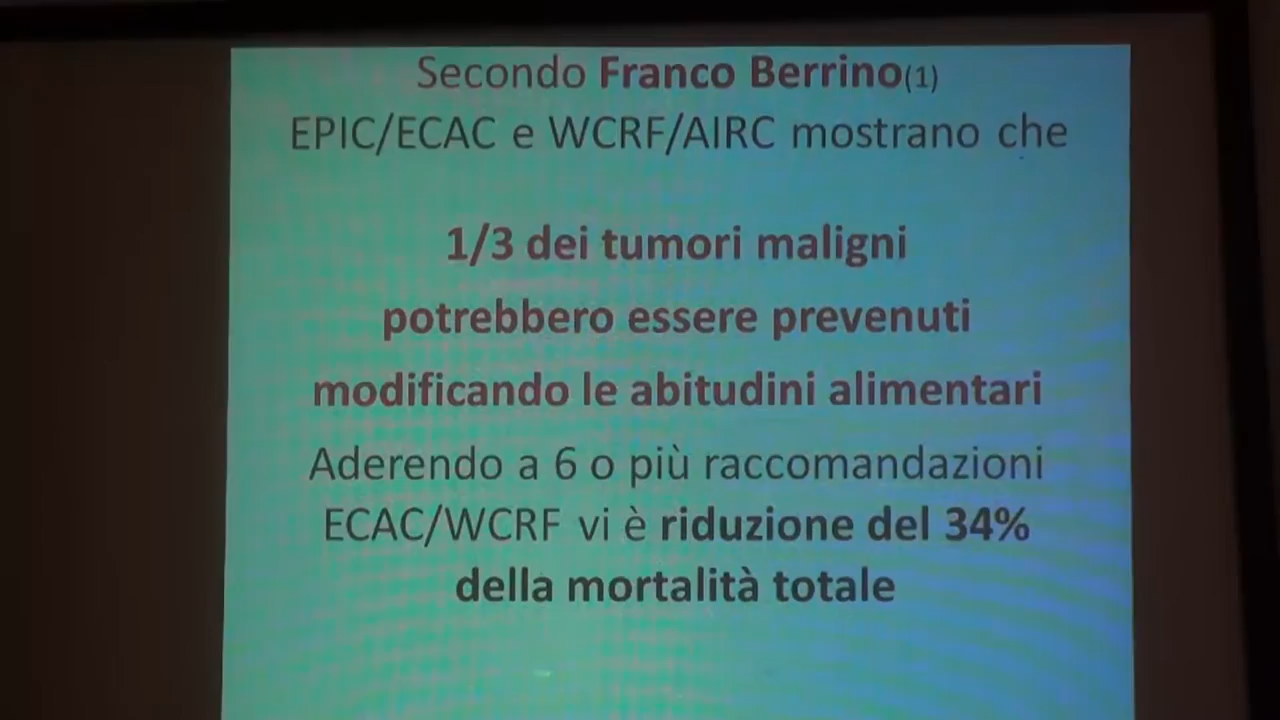 Secondo Franco Berrino(1)
EPIC/ECAC e WCRF/AIRC mostrano che
1/3 dei tumori maligni
potrebbero essere prevenuti
modificando le abitudini alimentari
Aderendo a 6 o più raccomandazioni
ECAC/WCRF vi è riduzione del 34%
della mortalità totale